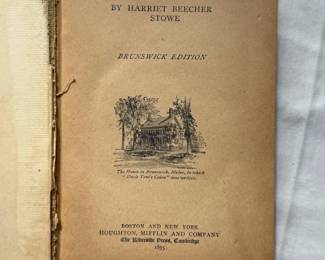 BY HARRIET BEECHER
STOWE
BRUNSWICK EDITION
The House in Brunswick, Maine, in which
"Uncle Tom's Cabin" was written.
BOSTON AND NEW YORK
HOUGHTON, MIFFLIN AND COMPANY
The Riverside Press, Cambridge
1895.